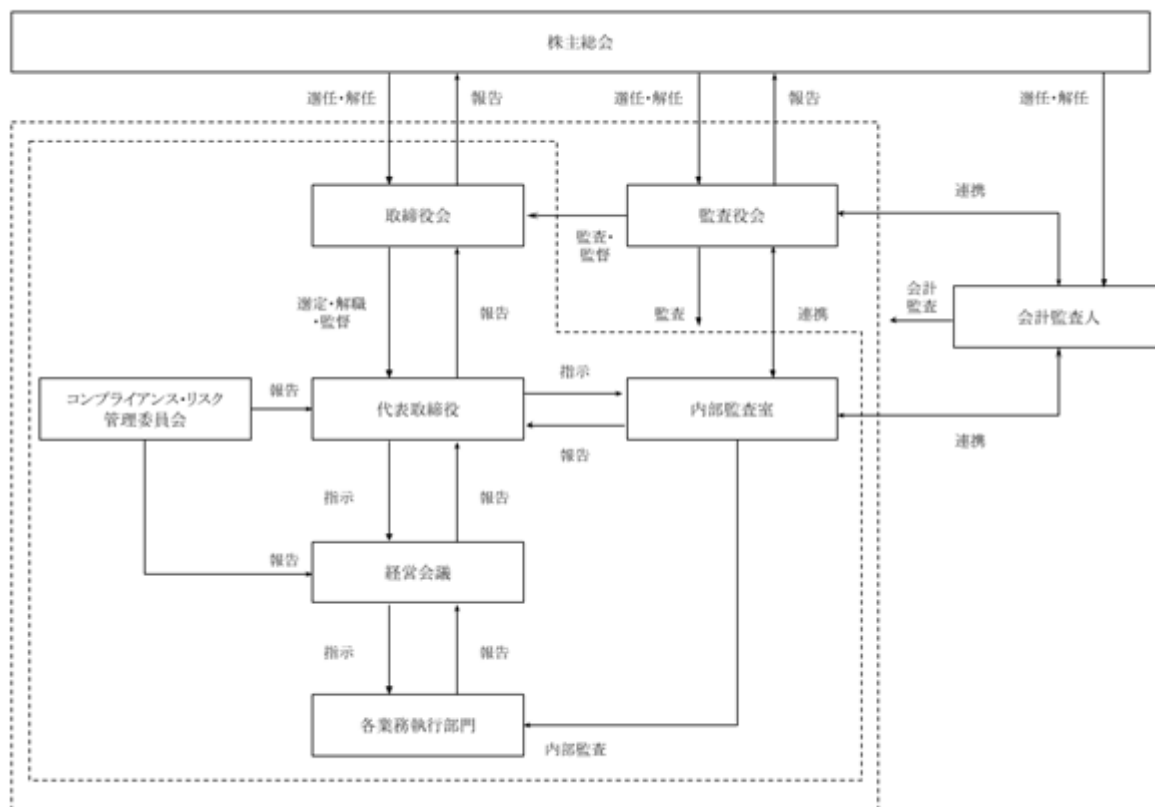 株主総会
選任・解任
報告
選任・解任
報告
選任・解任
取締役会
監査役会
連携
監査・
監督
会計
監査
会計監査人
選定・解職
・監督
報告
監査
連携
コンプライアンス・リスク
管理委員会
報告
代表取締役
指示
報告
内部監査室
連携
指示
報告
報告
経営会議
指示
報告
各業務執行部門
内部監査